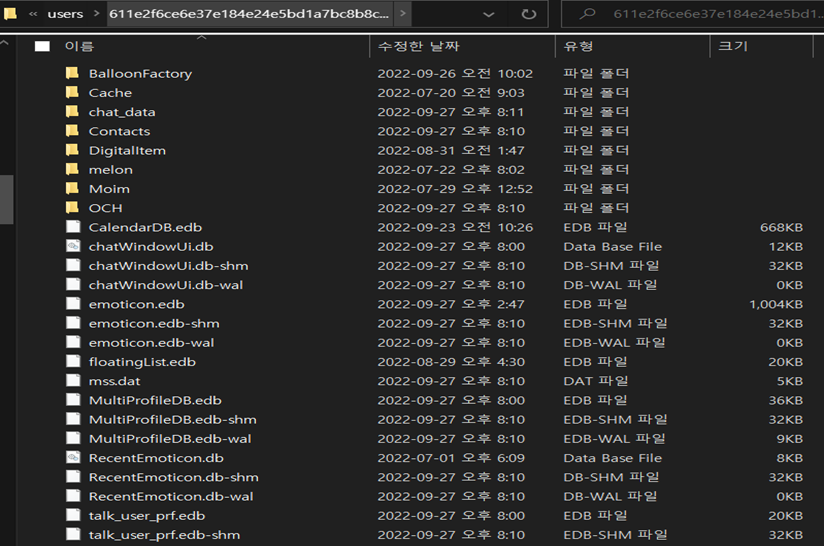 « users > 611e2f6ce6e37e184e24e5bd1a7bc8b8c... > 611e2f6ce6e37e184e24e5bd1...
이름 수정한 날짜 유형 크기
BalloonFactory 2022-09-26 오전 10:02 파일 폴더
Cache 2022-07-20 오전 9:03 파일 폴더
chat_data 2022-09-27 오후 8:11 파일 폴더
Contacts 2022-09-27 오후 8:10 파일 폴더
DigitalItem 2022-08-31 오전 1:47 파일 폴더
melon 2022-07-22 오후 8:02 파일 폴더
Moim 2022-07-29 오후 12:52 파일 폴더
OCH 2022-09-27 오후 8:10 파일 폴더
CalendarDB.edb 2022-09-23 오전 10:26 EDB 파일 668KB
chatWindowUi.db 2022-09-27 오후 8:00 Data Base File 12KB
chatWindowUi.db-shm 2022-09-27 오후 8:10 DB-SHM 파일 32KB
chatWindowUi.db-wal 2022-09-27 오후 8:10 DB-WAL 파일 0KB
emoticon.edb 2022-09-27 오후 2:47 EDB 파일 1,004KB
emoticon.edb-shm 2022-09-27 오후 8:10 EDB-SHM 파일 32KB
emoticon.edb-wal 2022-09-27 오후 8:10 EDB-WAL 파일 0KB
floatingList.edb 2022-08-29 오후 4:30 EDB 파일 20KB
mss.dat 2022-09-27 오후 8:10 DAT 파일 5KB
MultiProfileDB.edb 2022-09-27 오후 8:00 EDB 파일 36KB
MultiProfileDB.edb-shm 2022-09-27 오후 8:10 EDB-SHM 파일 32KB
MultiProfileDB.edb-wal 2022-09-27 오후 8:10 EDB-WAL 파일 9KB
RecentEmoticon.db 2022-07-01 오후 6:09 Data Base File 8KB
RecentEmoticon.db-shm 2022-09-27 오후 8:10 DB-SHM 파일 32KB
RecentEmoticon.db-wal 2022-09-27 오후 8:10 DB-WAL 파일 0KB
talk_user_prf.edb 2022-09-27 오후 8:00 EDB 파일 20KB
talk_user_prf.edb-shm 2022-09-27 오후 8:10 EDB-SHM 파일 32KB